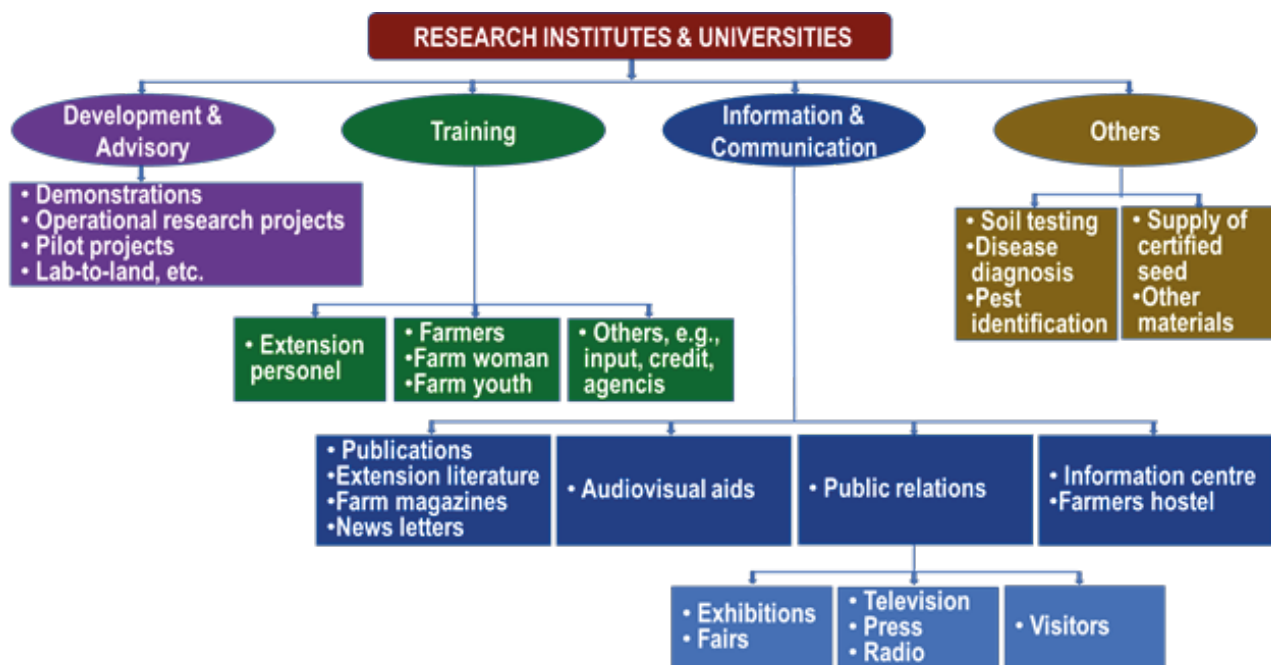 RESEARCH INSTITUTES & UNIVERSITIES
Development &
Advisory
Training
Information &
Communication
Others
• Demonstrations
• Operational research projects
• Pilot projects
• Lab-to-land, etc.
• Soil testing
•Disease
diagnosis
•Pest
identification
• Supply of
certified
seed
•Other
materials
• Extension
personel
• Farmers
•Farm woman
•Farm youth
• Others, e.g.,
input, credit,
agencis
• Publications
•Extension literature
•Farm magazines
•News letters
• Audiovisual aids
• Public relations
• Information centre
•Farmers hostel
• Exhibitions
• Fairs
• Television
• Press
• Radio
• Visitors